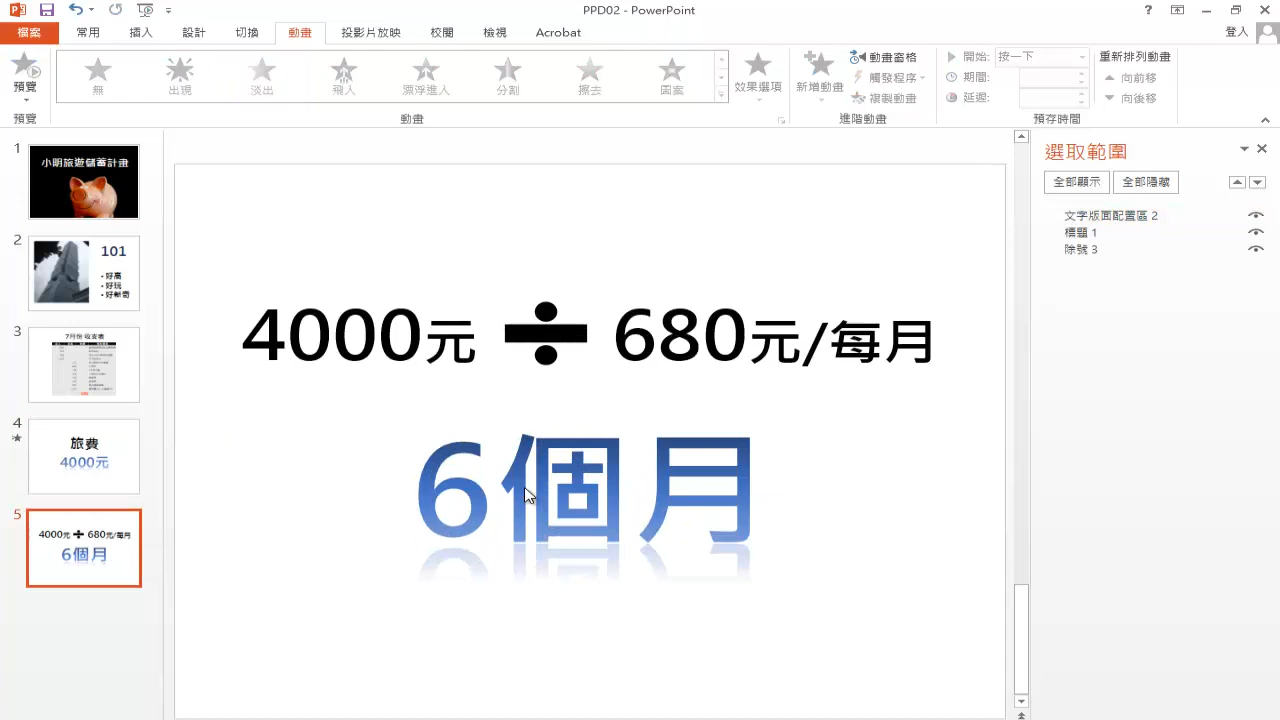 PPD02 - PowerPoint
檔案 常用 插入 設計 切換 動畫 投影片放映 校閱 檢視 Acrobat 登入
預覽 無 出現 淡出 飛入 漂浮進入 分割 擦去 圖案 效果選項 新增動畫
動畫窗格
觸發程序
複製動畫
開始: 按一下
期間:
延遲:
重新排列動畫
向前移
向後移
預覽 動畫 進階動畫 預存時間
1
小明旅遊儲蓄計畫
2
101
• 好高
• 好玩
• 好新奇
3
7月份 收支表
4
旅費
4000元
5
4000元 ÷ 680元/每月
6個月
4000元 ÷ 680元/每月
6個月
選取範圍
全部顯示 全部隱藏
文字版面配置區 2
標題 1
除號 3